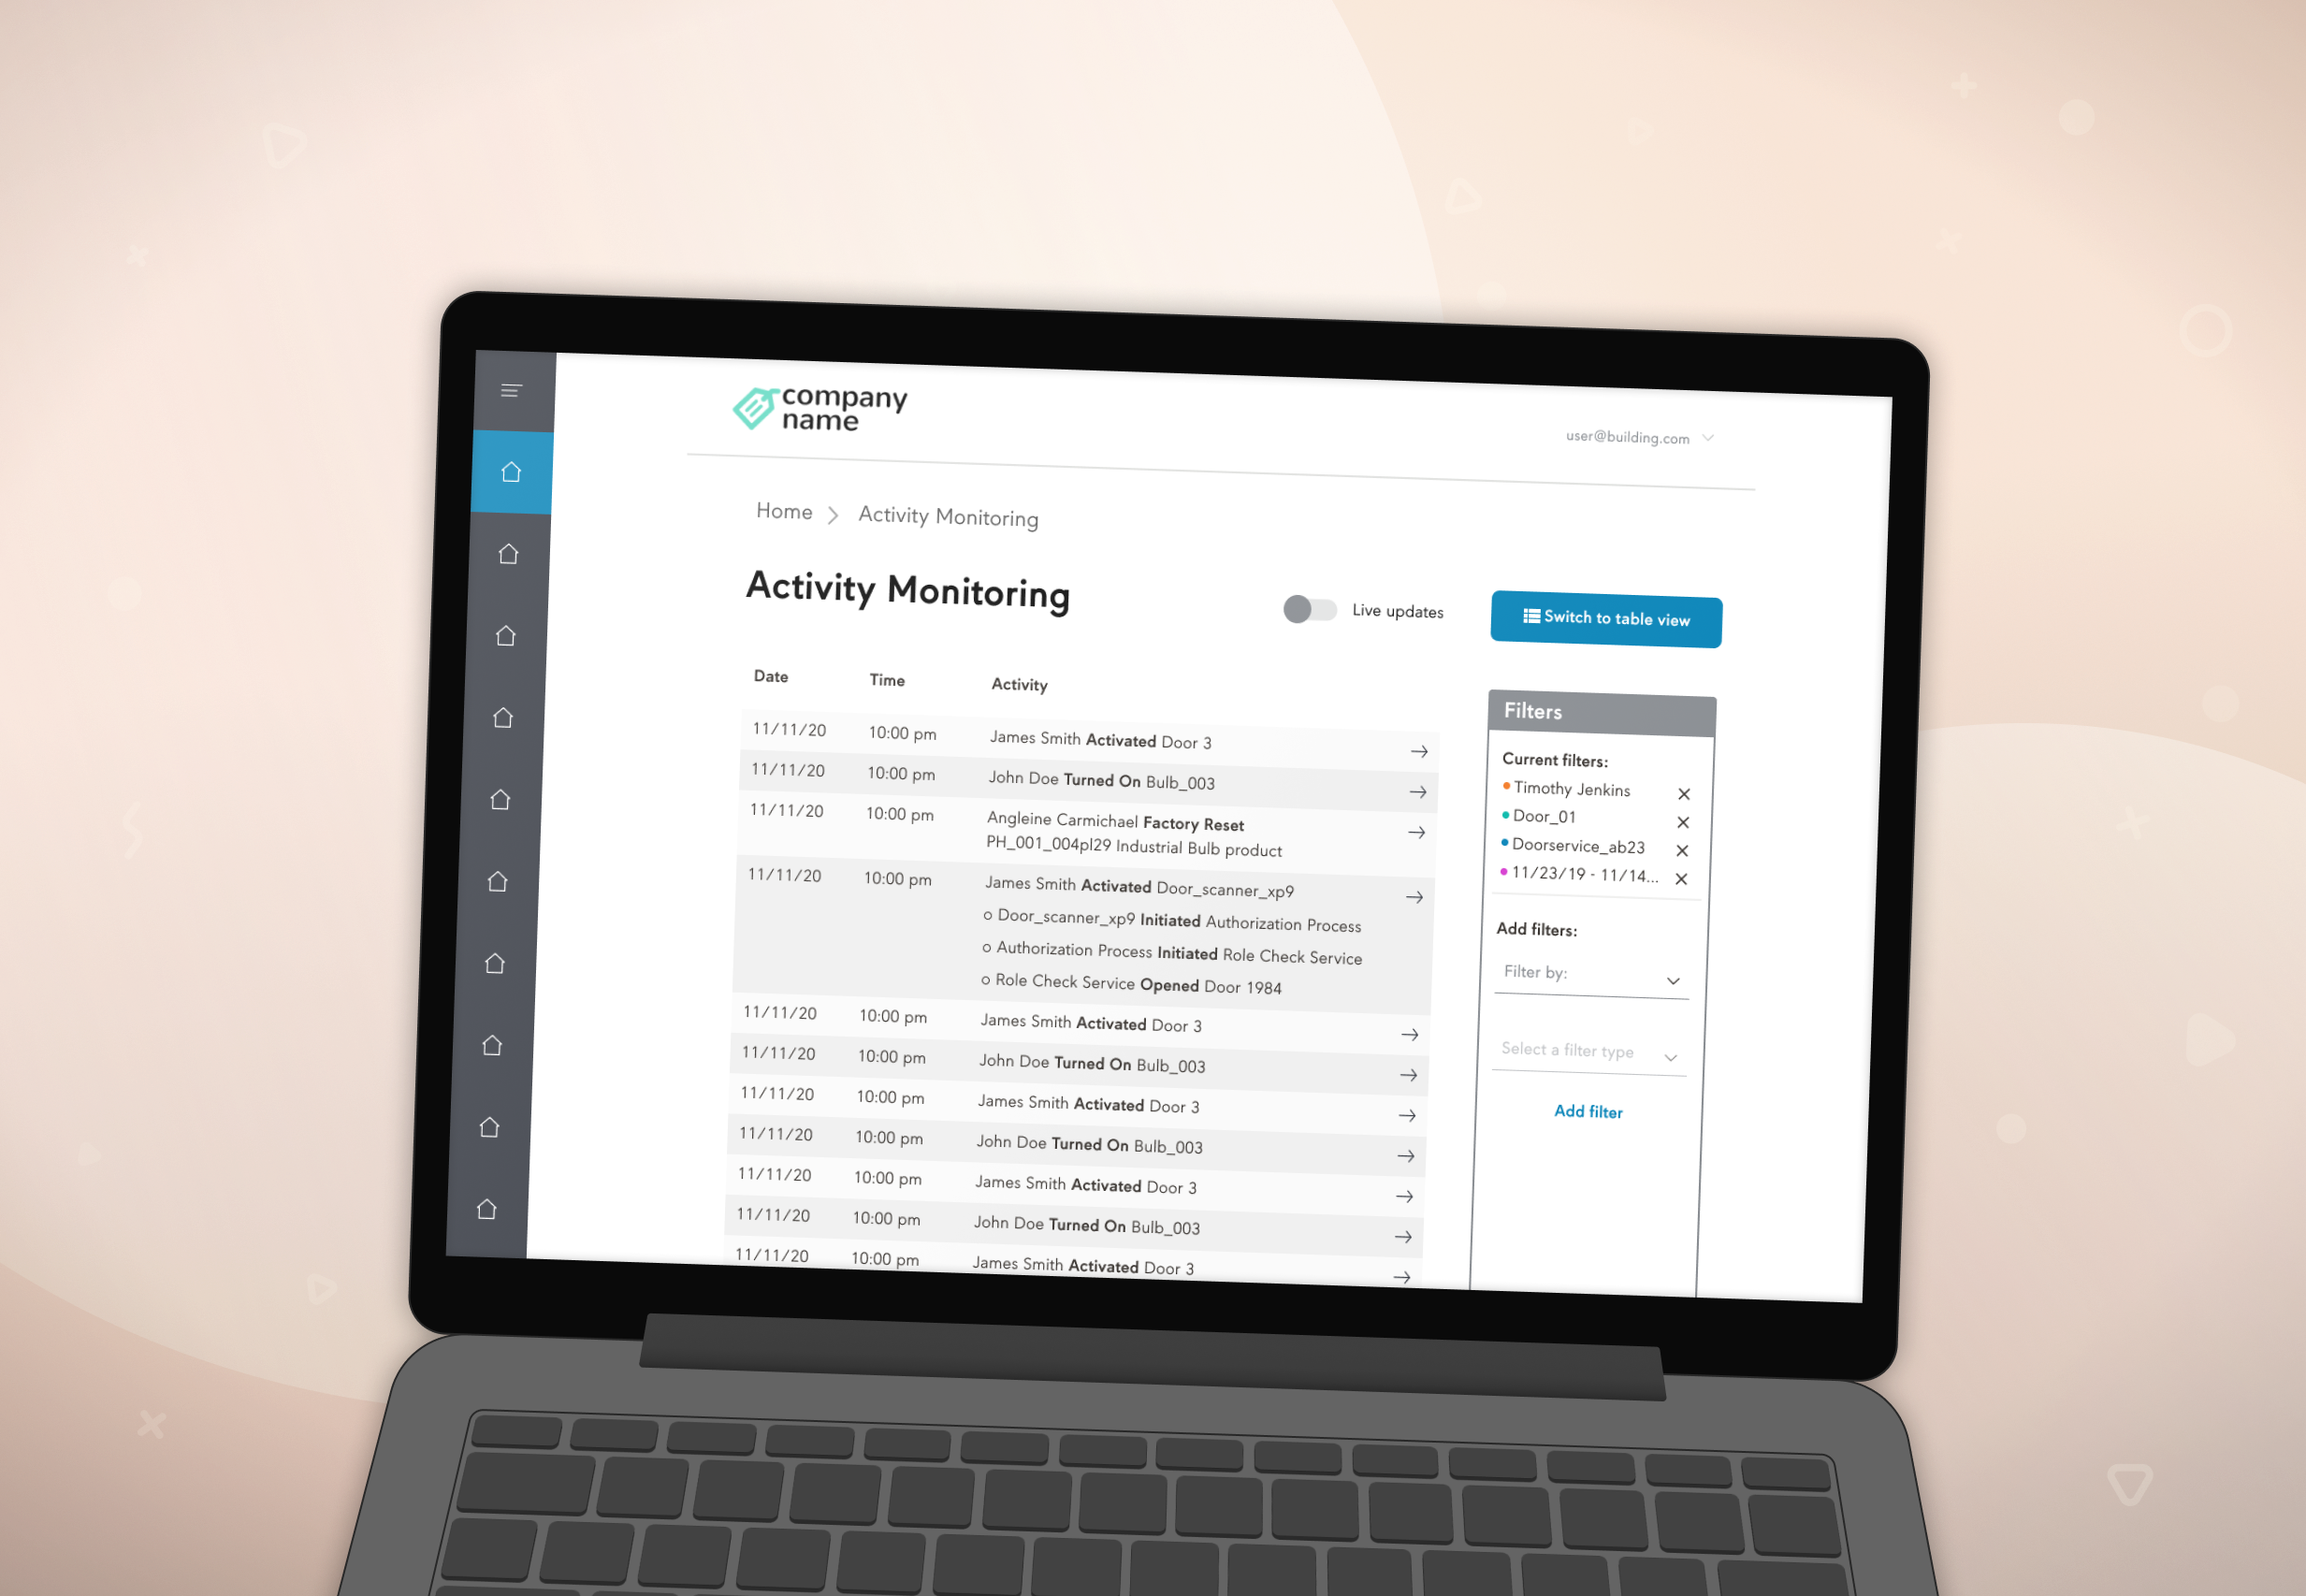 company
name
user@building.com
Home > Activity Monitoring
Activity Monitoring
Live updates
Switch to table view
Date Time Activity
11/11/20 10:00 pm James Smith Activated Door 3
11/11/20 10:00 pm John Doe Turned On Bulb_003
11/11/20 10:00 pm Angleine Carmichael Factory Reset
PH_001_004pl29 Industrial Bulb product
11/11/20 10:00 pm James Smith Activated Door_scanner_xp9
Door_scanner_xp9 Initiated Authorization Process
Authorization Process Initiated Role Check Service
Role Check Service Opened Door 1984
11/11/20 10:00 pm James Smith Activated Door 3
11/11/20 10:00 pm John Doe Turned On Bulb_003
11/11/20 10:00 pm James Smith Activated Door 3
11/11/20 10:00 pm John Doe Turned On Bulb_003
11/11/20 10:00 pm James Smith Activated Door 3
11/11/20 10:00 pm John Doe Turned On Bulb_003
11/11/20 10:00 pm James Smith Activated Door 3
Filters
Current filters:
Timothy Jenkins
Door_01
Doorservice_ab23
11/23/19 - 11/14...
Add filters:
Filter by:
Select a filter type
Add filter